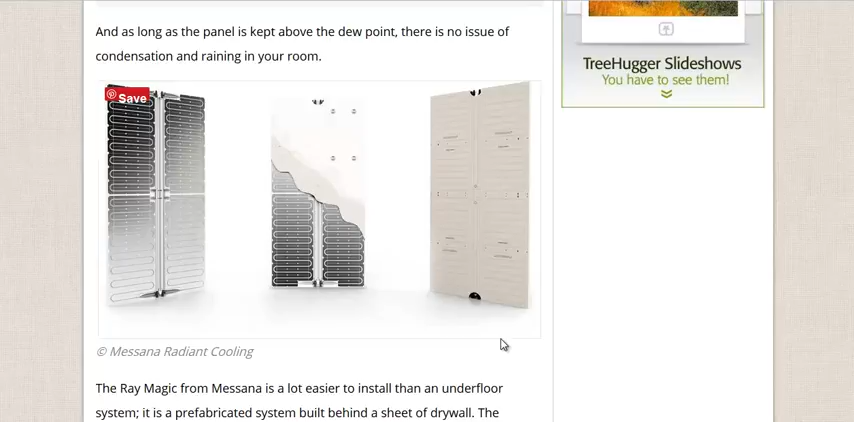 And as long as the panel is kept above the dew point, there is no issue of
condensation and raining in your room.
Save
© Messana Radiant Cooling
The Ray Magic from Messana is a lot easier to install than an underfloor
system; it is a prefabricated system built behind a sheet of drywall. The
TreeHugger Slideshows
You have to see them!